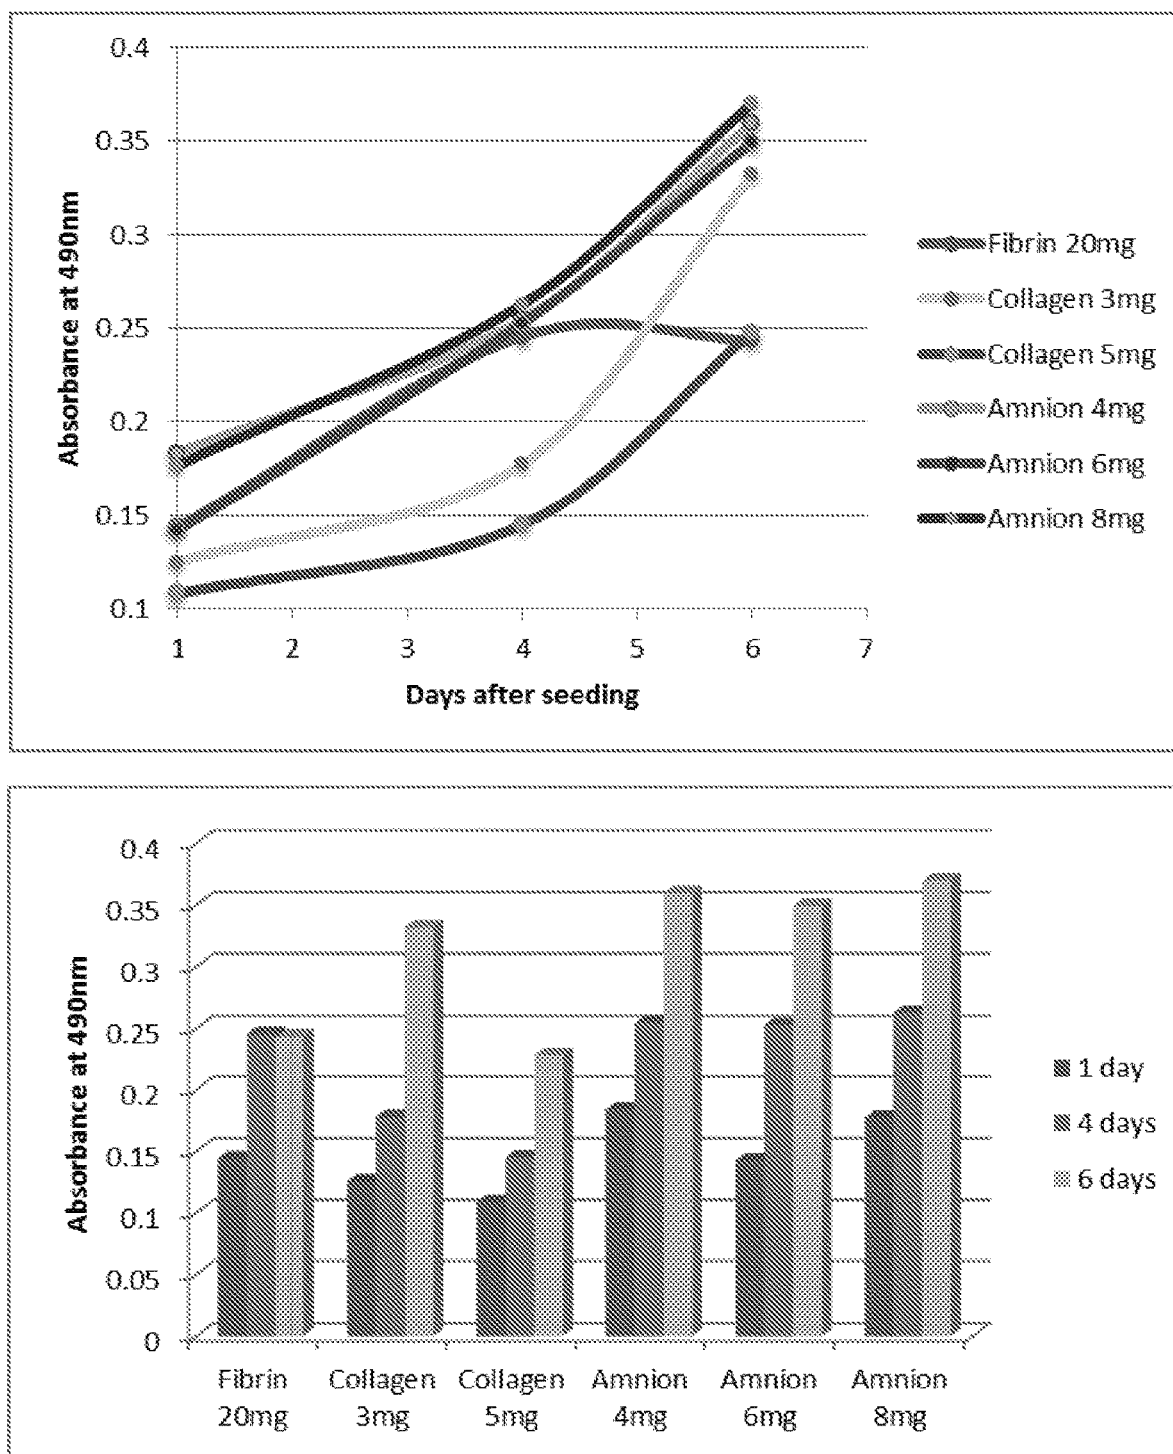 0.4
0.35
0.3
0.25
0.2
0.15
0.1
Absorbance at 490nm
1 2 3 4 5 6 7
Days after seeding
Fibrin 20mg
Collagen 3mg
Collagen 5mg
Amnion 4mg
Amnion 6mg
Amnion 8mg
0.4
0.35
0.3
0.25
0.2
0.15
0.1
0.05
0
Absorbance at 490nm
Fibrin Collagen Collagen Amnion Amnion Amnion
20mg 3mg 5mg 4mg 6mg 8mg
1 day
4 days
6 days